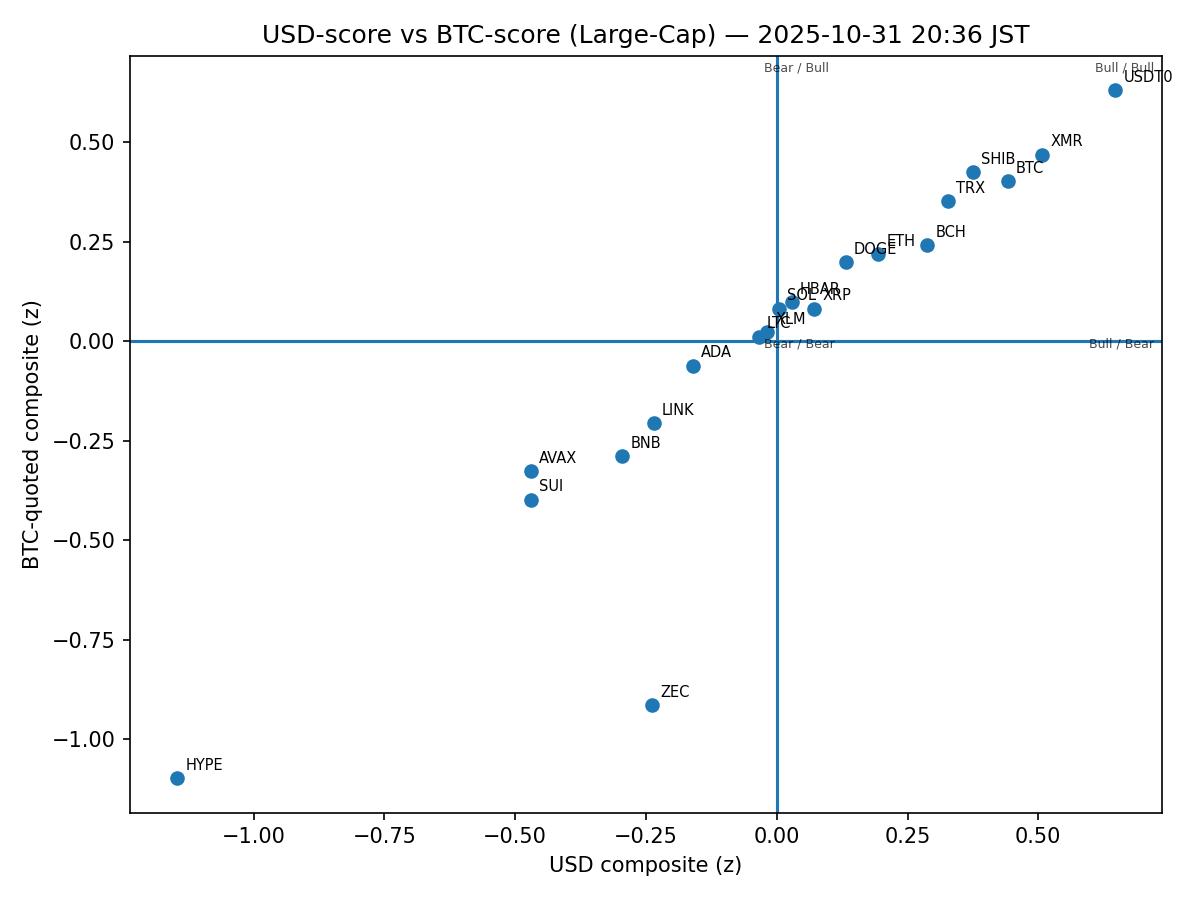 USD-score vs BTC-score (Large-Cap) — 2025-10-31 20:36 JST
Bear / Bull
Bull / Bull
USDT0
XMR
SHIB
BTC
TRX
BCH
ETH
DOGE
HBAR
SOL
XRP
XLM
LTC
Bear / Bear
Bull / Bear
ADA
LINK
BNB
AVAX
SUI
ZEC
HYPE
0.50
0.25
0.00
−0.25
−0.50
−0.75
−1.00
BTC-quoted composite (z)
−1.00
−0.75
−0.50
−0.25
0.00
0.25
0.50
USD composite (z)